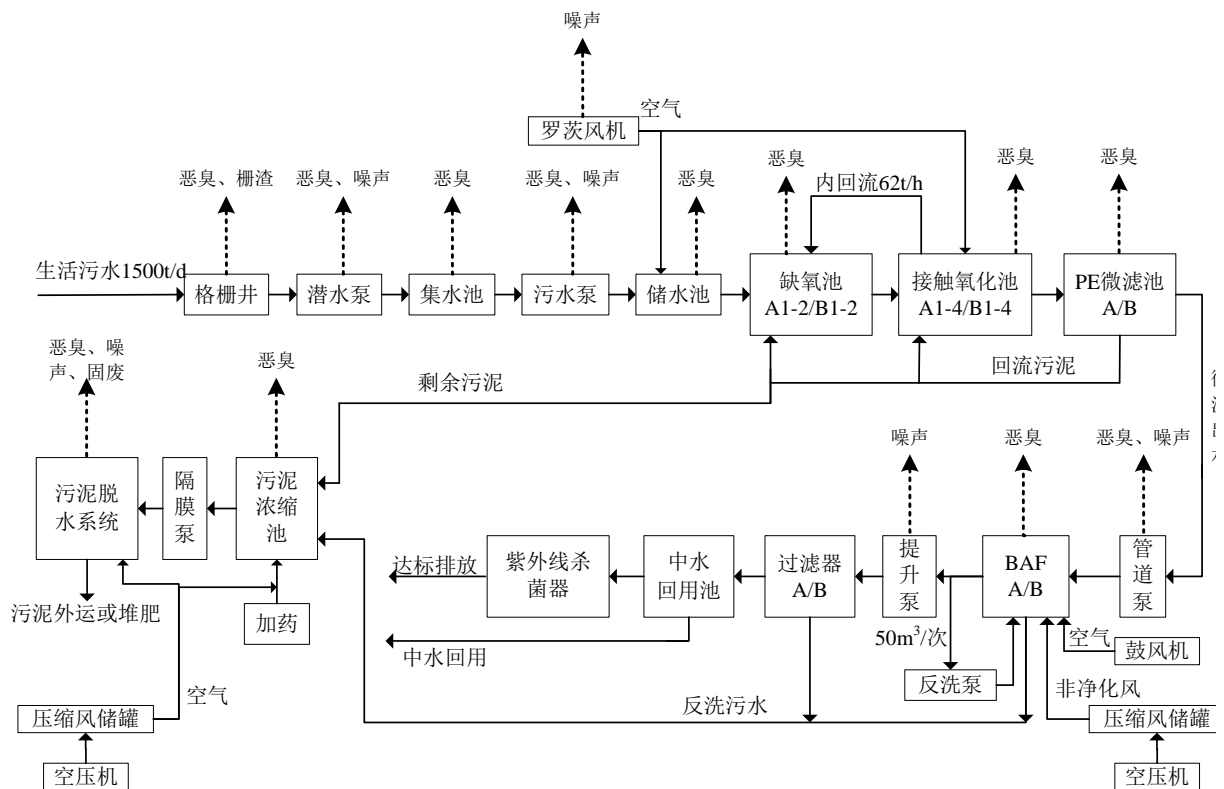 噪声
空气
罗茨风机
恶臭、栅渣
恶臭、噪声
恶臭
恶臭、噪声
恶臭
恶臭
恶臭
恶臭
内回流62t/h
生活污水1500t/d
格栅井
潜水泵
集水池
污水泵
储水池
缺氧池
A1-2/B1-2
接触氧化池
A1-4/B1-4
PE微滤池
A/B
恶臭、噪
声、固废
恶臭
剩余污泥
回流污泥
噪声
恶臭
恶臭、噪声
污泥脱
水系统
隔
膜
泵
污泥
浓缩
池
达标排放
紫外线杀
菌器
中水
回用池
过滤器
A/B
提
升
泵
BAF
A/B
管
道
泵
污泥外运或堆肥
加药
中水回用
50m³/次
反洗泵
空气
鼓风机
空气
反洗污水
非净化风
压缩风储罐
压缩风储罐
空压机
空压机